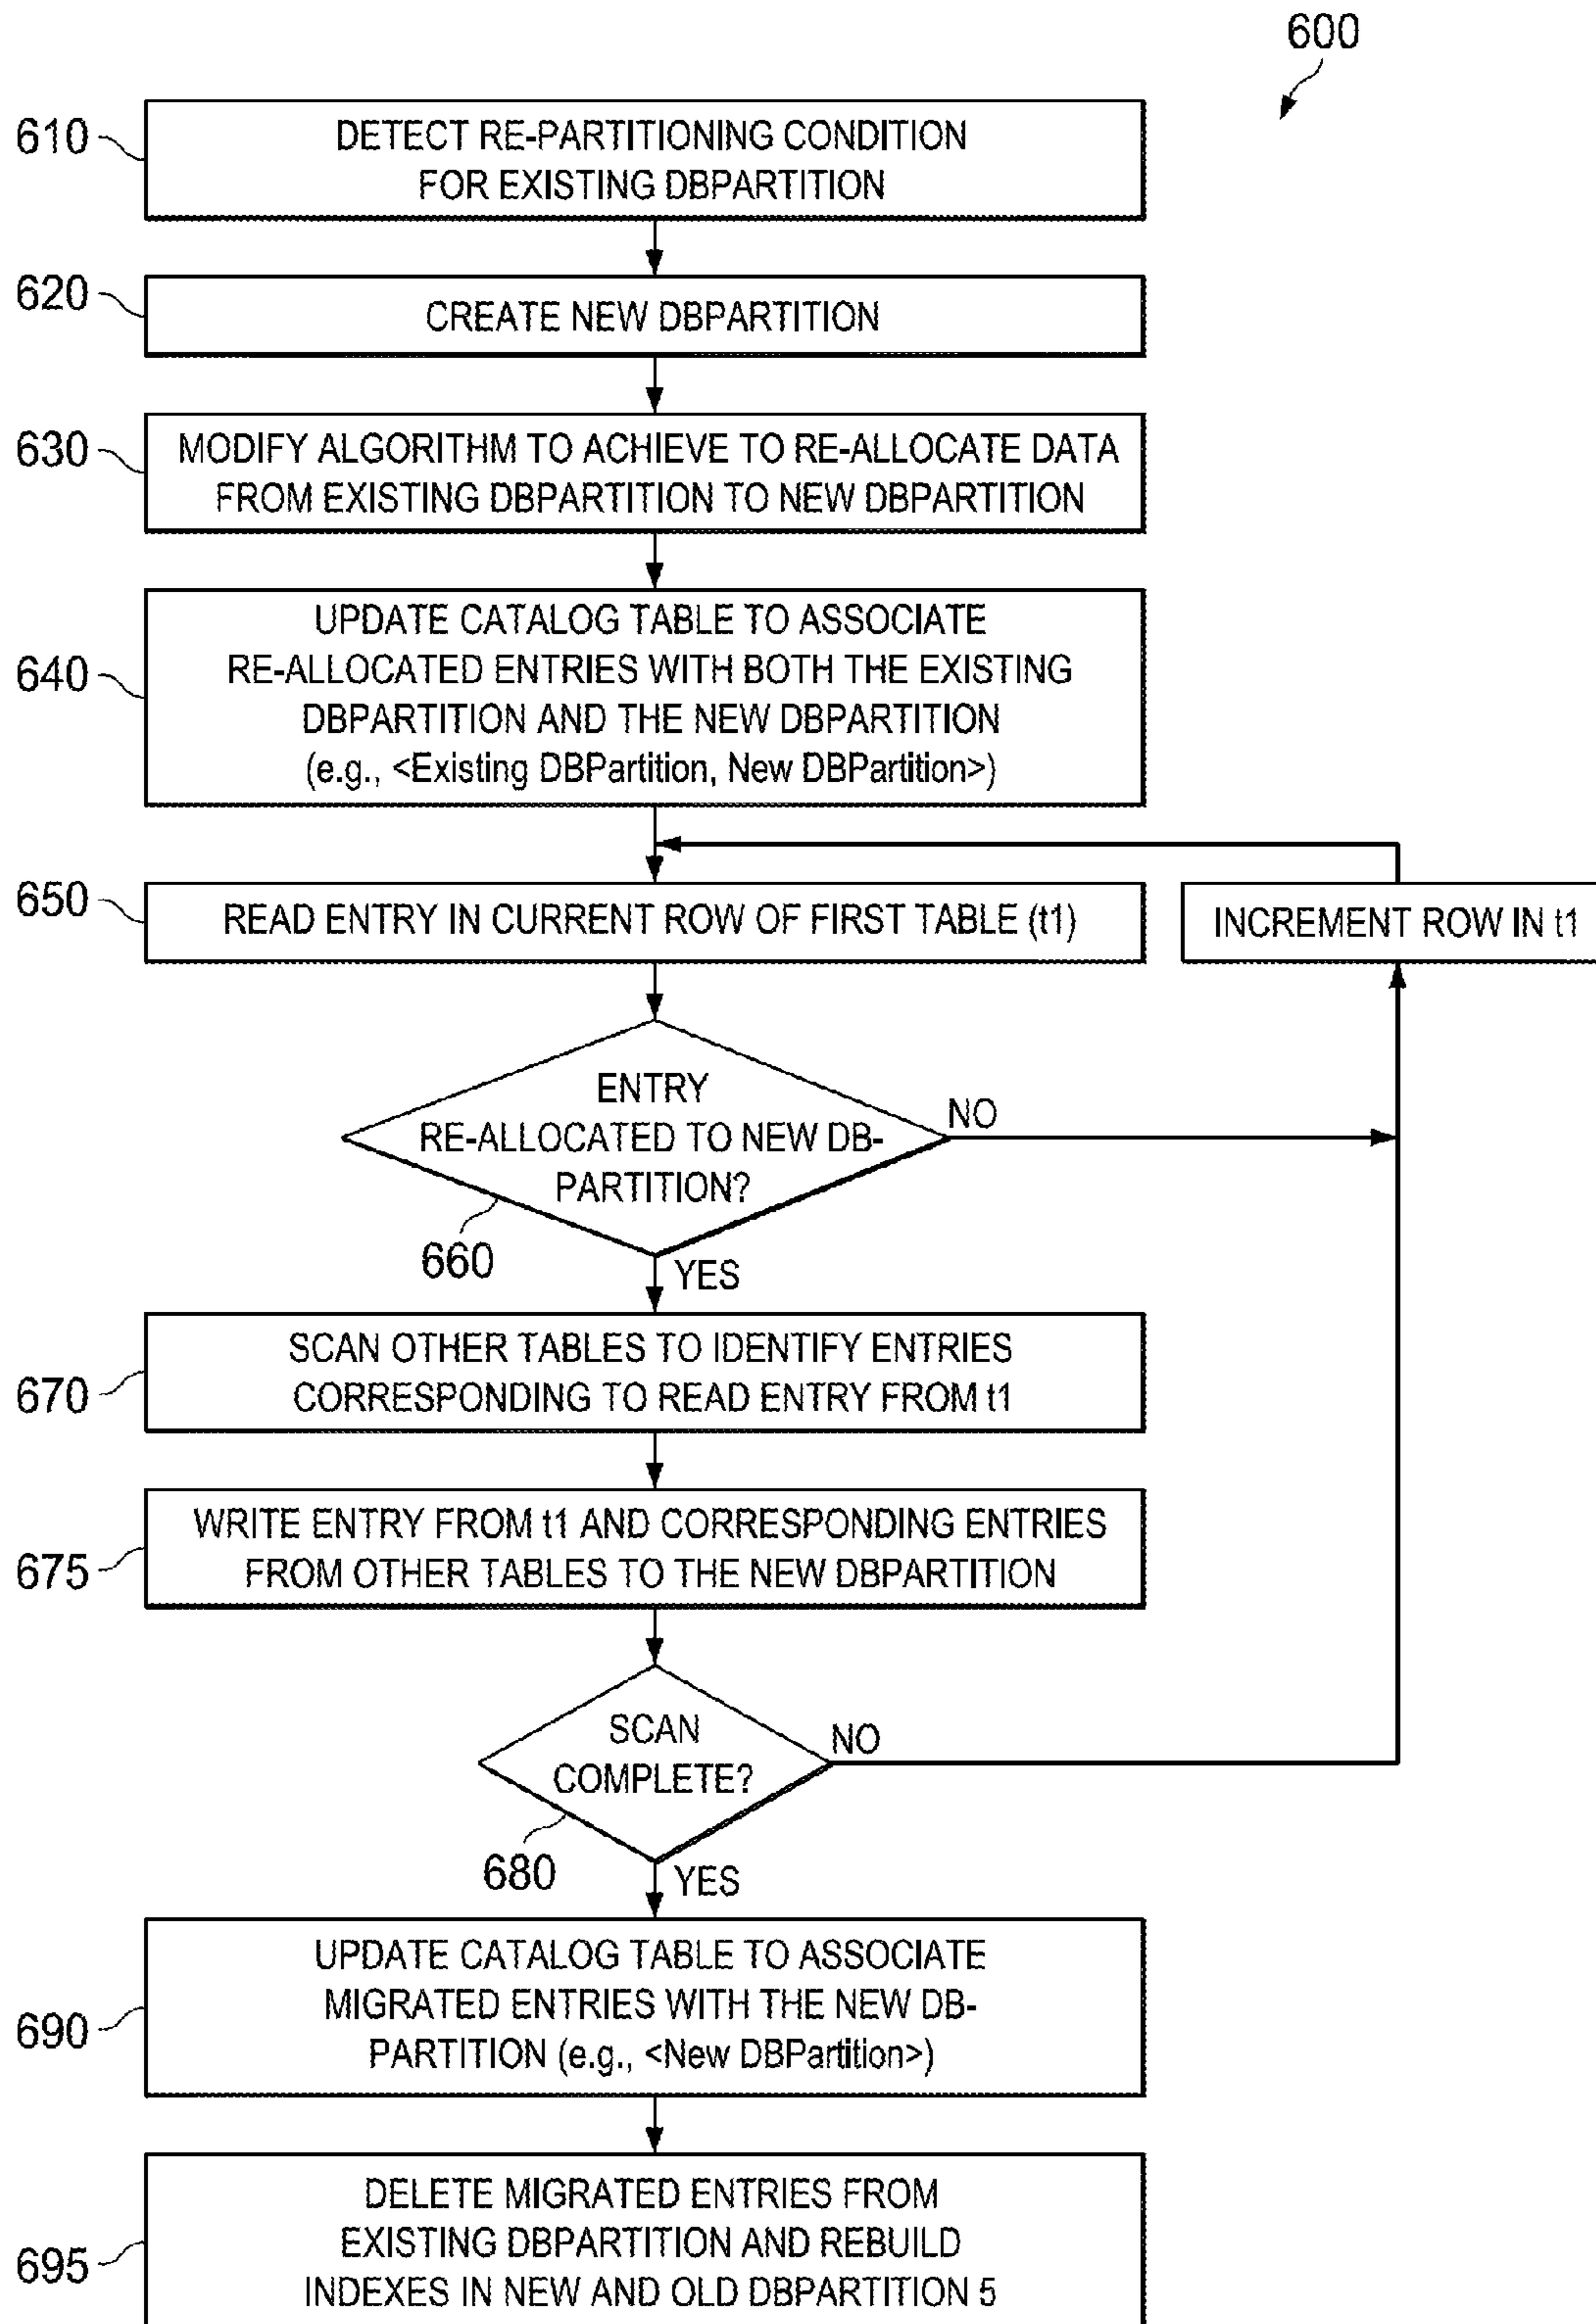 600
610
DETECT RE-PARTITIONING CONDITION
FOR EXISTING DBPARTITION
620
CREATE NEW DBPARTITION
630
MODIFY ALGORITHM TO ACHIEVE TO RE-ALLOCATE DATA
FROM EXISTING DBPARTITION TO NEW DBPARTITION
640
UPDATE CATALOG TABLE TO ASSOCIATE
RE-ALLOCATED ENTRIES WITH BOTH THE EXISTING
DBPARTITION AND THE NEW DBPARTITION
(e.g., <Existing DBPartition, New DBPartition>)
650
READ ENTRY IN CURRENT ROW OF FIRST TABLE (t1)
INCREMENT ROW IN t1
ENTRY
RE-ALLOCATED TO NEW DB-
PARTITION?
NO
660
YES
670
SCAN OTHER TABLES TO IDENTIFY ENTRIES
CORRESPONDING TO READ ENTRY FROM t1
675
WRITE ENTRY FROM t1 AND CORRESPONDING ENTRIES
FROM OTHER TABLES TO THE NEW DBPARTITION
SCAN
COMPLETE?
NO
680
YES
690
UPDATE CATALOG TABLE TO ASSOCIATE
MIGRATED ENTRIES WITH THE NEW DB-
PARTITION (e.g., <New DBPartition>)
695
DELETE MIGRATED ENTRIES FROM
EXISTING DBPARTITION AND REBUILD
INDEXES IN NEW AND OLD DBPARTITION 5